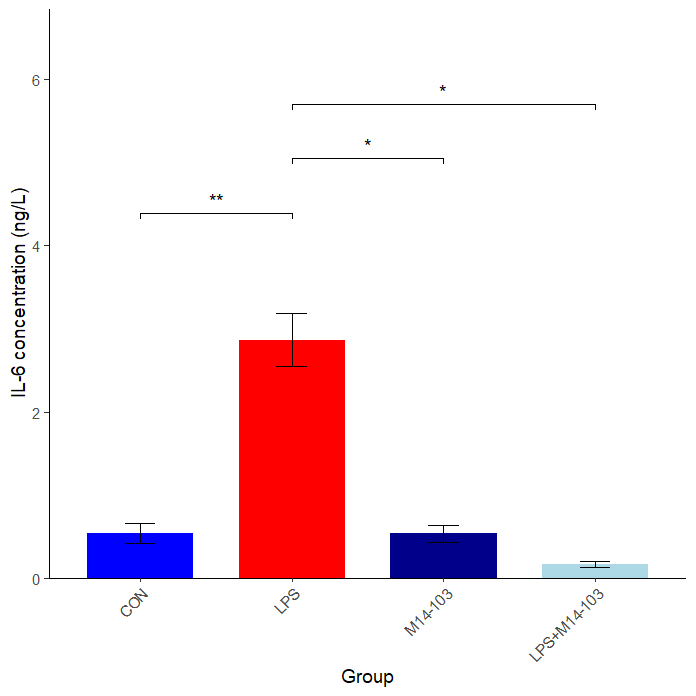 IL-6 concentration (ng/L)
6
4
2
0
*
*
**
CON
LPS
M14-103
LPS+M14-103
Group